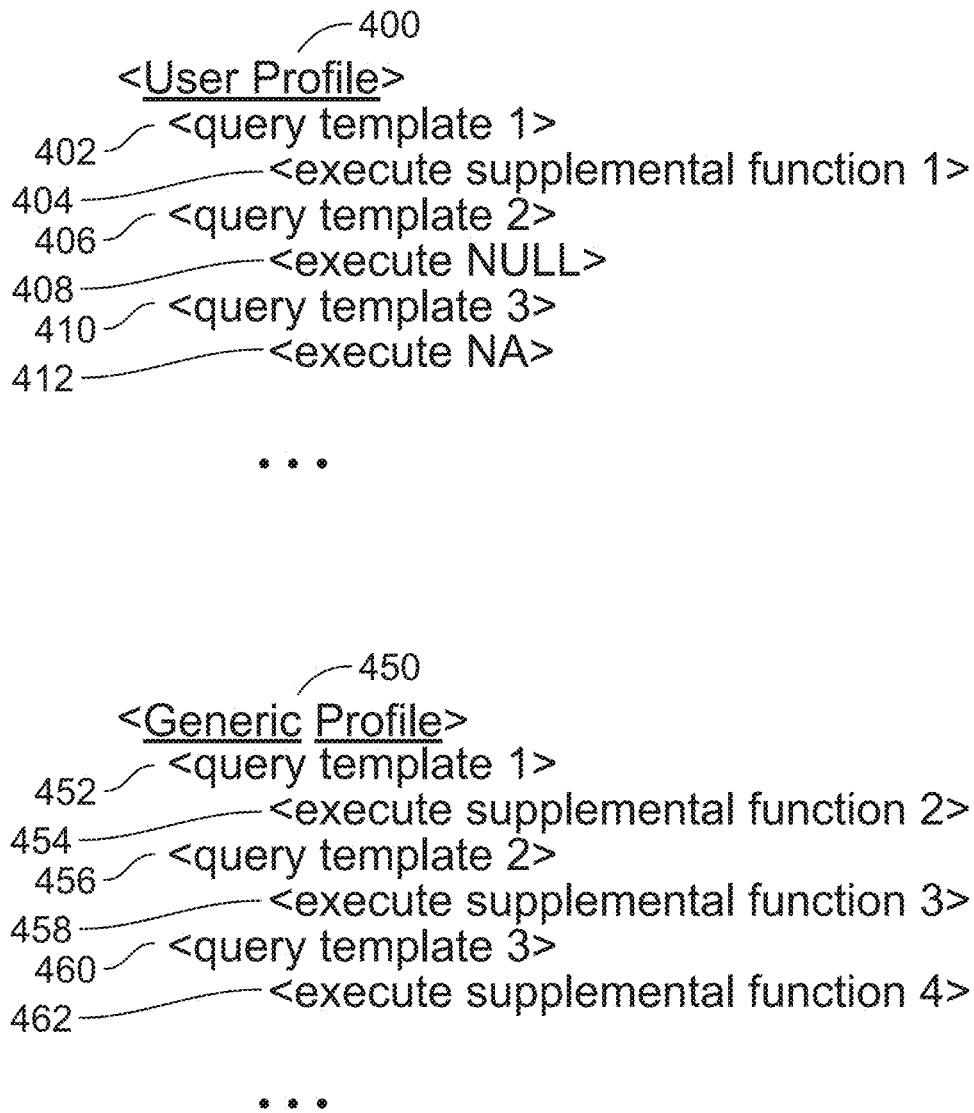 400
<User Profile>
402 <query template 1>
404 <execute supplemental function 1>
406 <query template 2>
408 <execute NULL>
410 <query template 3>
412 <execute NA>
...
450
<Generic Profile>
452 <query template 1>
454 <execute supplemental function 2>
456 <query template 2>
458 <execute supplemental function 3>
460 <query template 3>
462 <execute supplemental function 4>
...